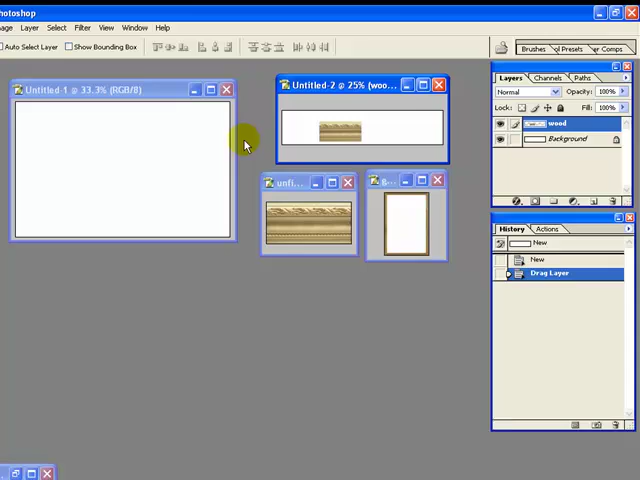 hotoshop
age Layer Select Filter View Window Help
Auto Select Layer Show Bounding Box
Brushes ol Presets er Comps
Untitled-1 @ 33.3% (RGB/8)
Untitled-2 @ 25% (woo...
unfi...
g...
Layers Channels Paths
Normal Opacity: 100%
Lock: Fill: 100%
wood
Background
History Actions
New
New
Drag Layer